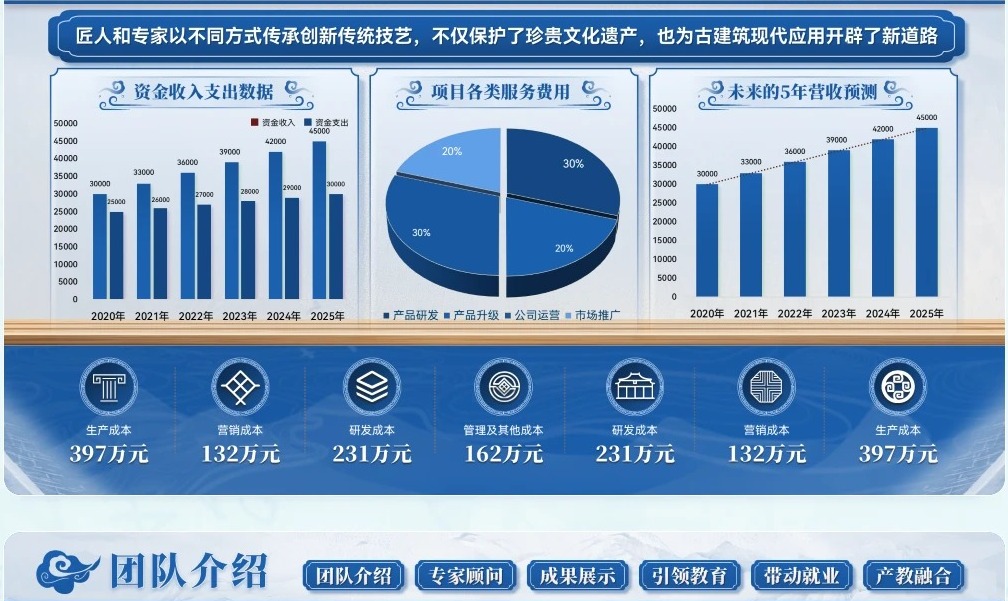 匠人和专家以不同方式传承创新传统技艺，不仅保护了珍贵文化遗产，也为古建筑现代应用开辟了新道路
资金收入支出数据
资金收入 资金支出
50000
45000
40000
35000
30000
25000
20000
15000
10000
5000
0
30000 25000
33000 26000
36000 27000
39000 28000
42000 29000
45000 30000
2020年 2021年 2022年 2023年 2024年 2025年
项目各类服务费用
20% 30%
30% 20%
产品研发 产品升级 公司运营 市场推广
未来的5年营收预测
50000
45000
40000
35000
30000
25000
20000
15000
10000
5000
0
30000 33000 36000 39000 42000 45000
2020年 2021年 2022年 2023年 2024年 2025年
生产成本 营销成本 研发成本 管理及其他成本 研发成本 营销成本 生产成本
397万元 132万元 231万元 162万元 231万元 132万元 397万元
团队介绍
团队介绍 专家顾问 成果展示 引领教育 带动就业 产教融合